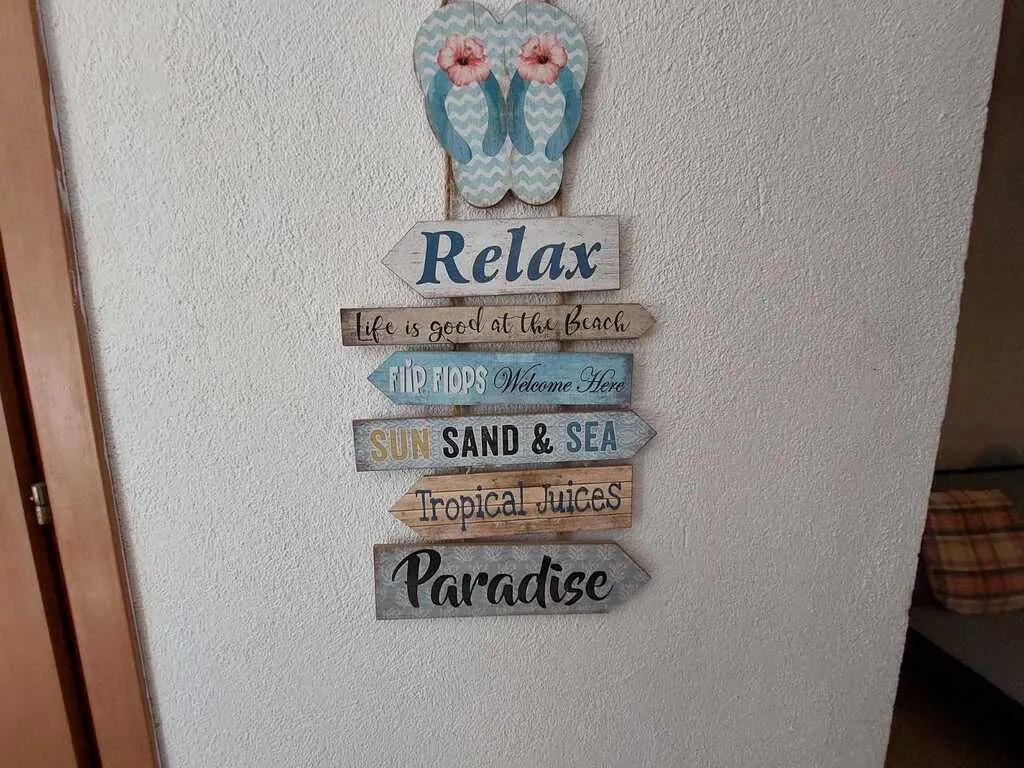 Relax
Life is good at the Beach
FlIP FlOPS Welcome Here
SUN SAND & SEA
Tropical Juices
Paradise